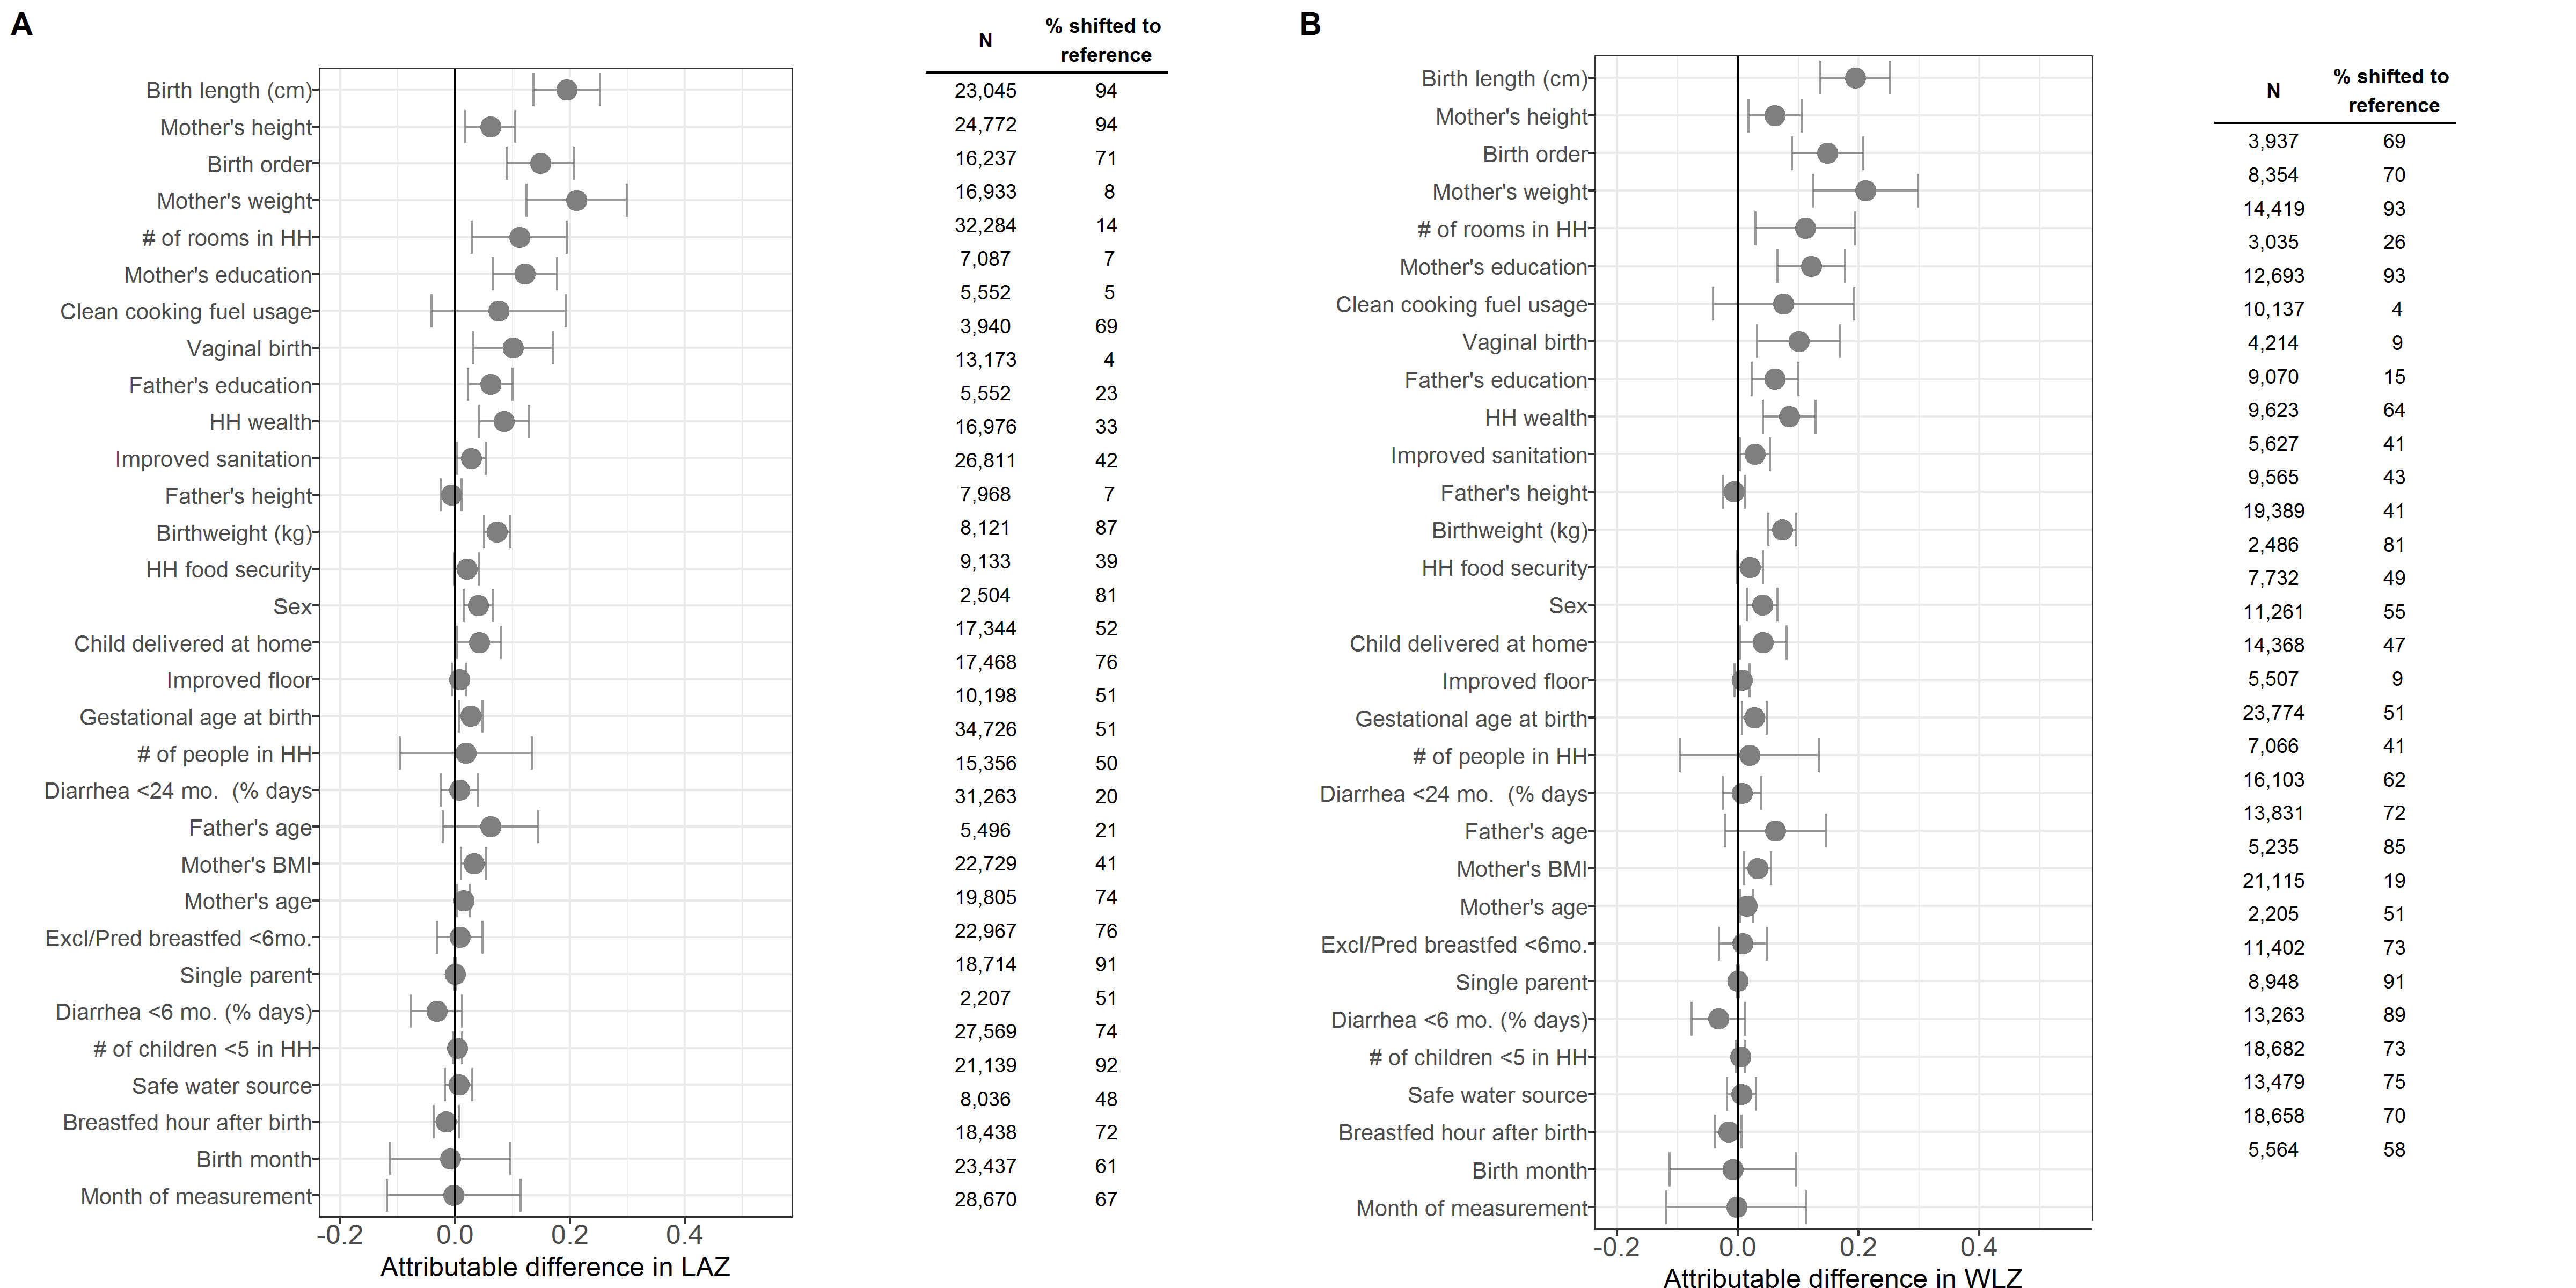 A
N
% shifted to
reference
Birth length (cm)
23,045 94
Mother's height
24,772 94
Birth order
16,237 71
Mother's weight
16,933 8
# of rooms in HH
32,284 14
Mother's education
7,087 7
Clean cooking fuel usage
5,552 5
Vaginal birth
3,940 69
Father's education
13,173 4
HH wealth
5,552 23
Improved sanitation
16,976 33
Father's height
26,811 42
Birthweight (kg)
7,968 7
HH food security
8,121 87
Sex
9,133 39
Child delivered at home
2,504 81
Improved floor
17,344 52
Gestational age at birth
17,468 76
# of people in HH
10,198 51
Diarrhea <24 mo.  (% days
34,726 51
Father's age
15,356 50
Mother's BMI
31,263 20
Mother's age
5,496 21
Excl/Pred breastfed <6mo.
22,729 41
Single parent
19,805 74
Diarrhea <6 mo. (% days)
22,967 76
# of children <5 in HH
18,714 91
Safe water source
2,207 51
Breastfed hour after birth
27,569 74
Birth month
21,139 92
Month of measurement
8,036 48
18,438 72
23,437 61
28,670 67
-0.2 0.0 0.2 0.4
Attributable difference in LAZ
B
N
% shifted to
reference
Birth length (cm)
Mother's height
Birth order
Mother's weight
# of rooms in HH
Mother's education
Clean cooking fuel usage
Vaginal birth
Father's education
HH wealth
Improved sanitation
Father's height
Birthweight (kg)
HH food security
Sex
Child delivered at home
Improved floor
Gestational age at birth
# of people in HH
Diarrhea <24 mo.  (% days
Father's age
Mother's BMI
Mother's age
Excl/Pred breastfed <6mo.
Single parent
Diarrhea <6 mo. (% days)
# of children <5 in HH
Safe water source
Breastfed hour after birth
Birth month
Month of measurement
3,937 69
8,354 70
14,419 93
3,035 26
12,693 93
10,137 4
4,214 9
9,070 15
9,623 64
5,627 41
9,565 43
19,389 41
2,486 81
7,732 49
11,261 55
14,368 47
5,507 9
23,774 51
7,066 41
16,103 62
13,831 72
5,235 85
21,115 19
2,205 51
11,402 73
8,948 91
13,263 89
18,682 73
13,479 75
18,658 70
5,564 58
-0.2 0.0 0.2 0.4
Attributable difference in WLZ